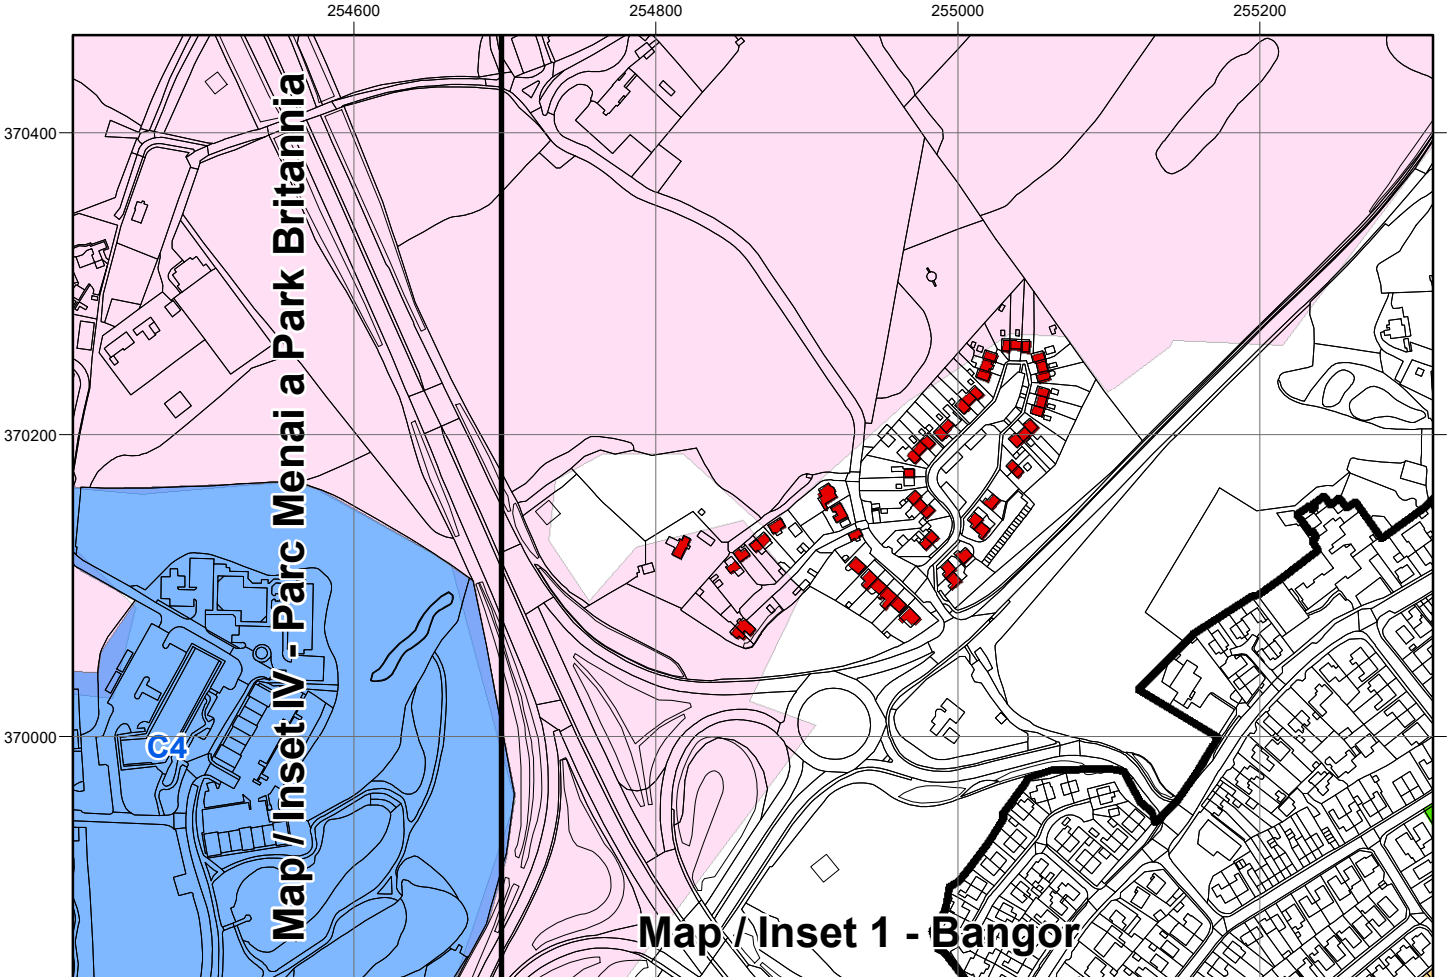 254600 254800 255000 255200
370400
370200
370000
Map / Inset IV - Parc Menai a Park Britannia
C4
Map / Inset 1 - Bangor